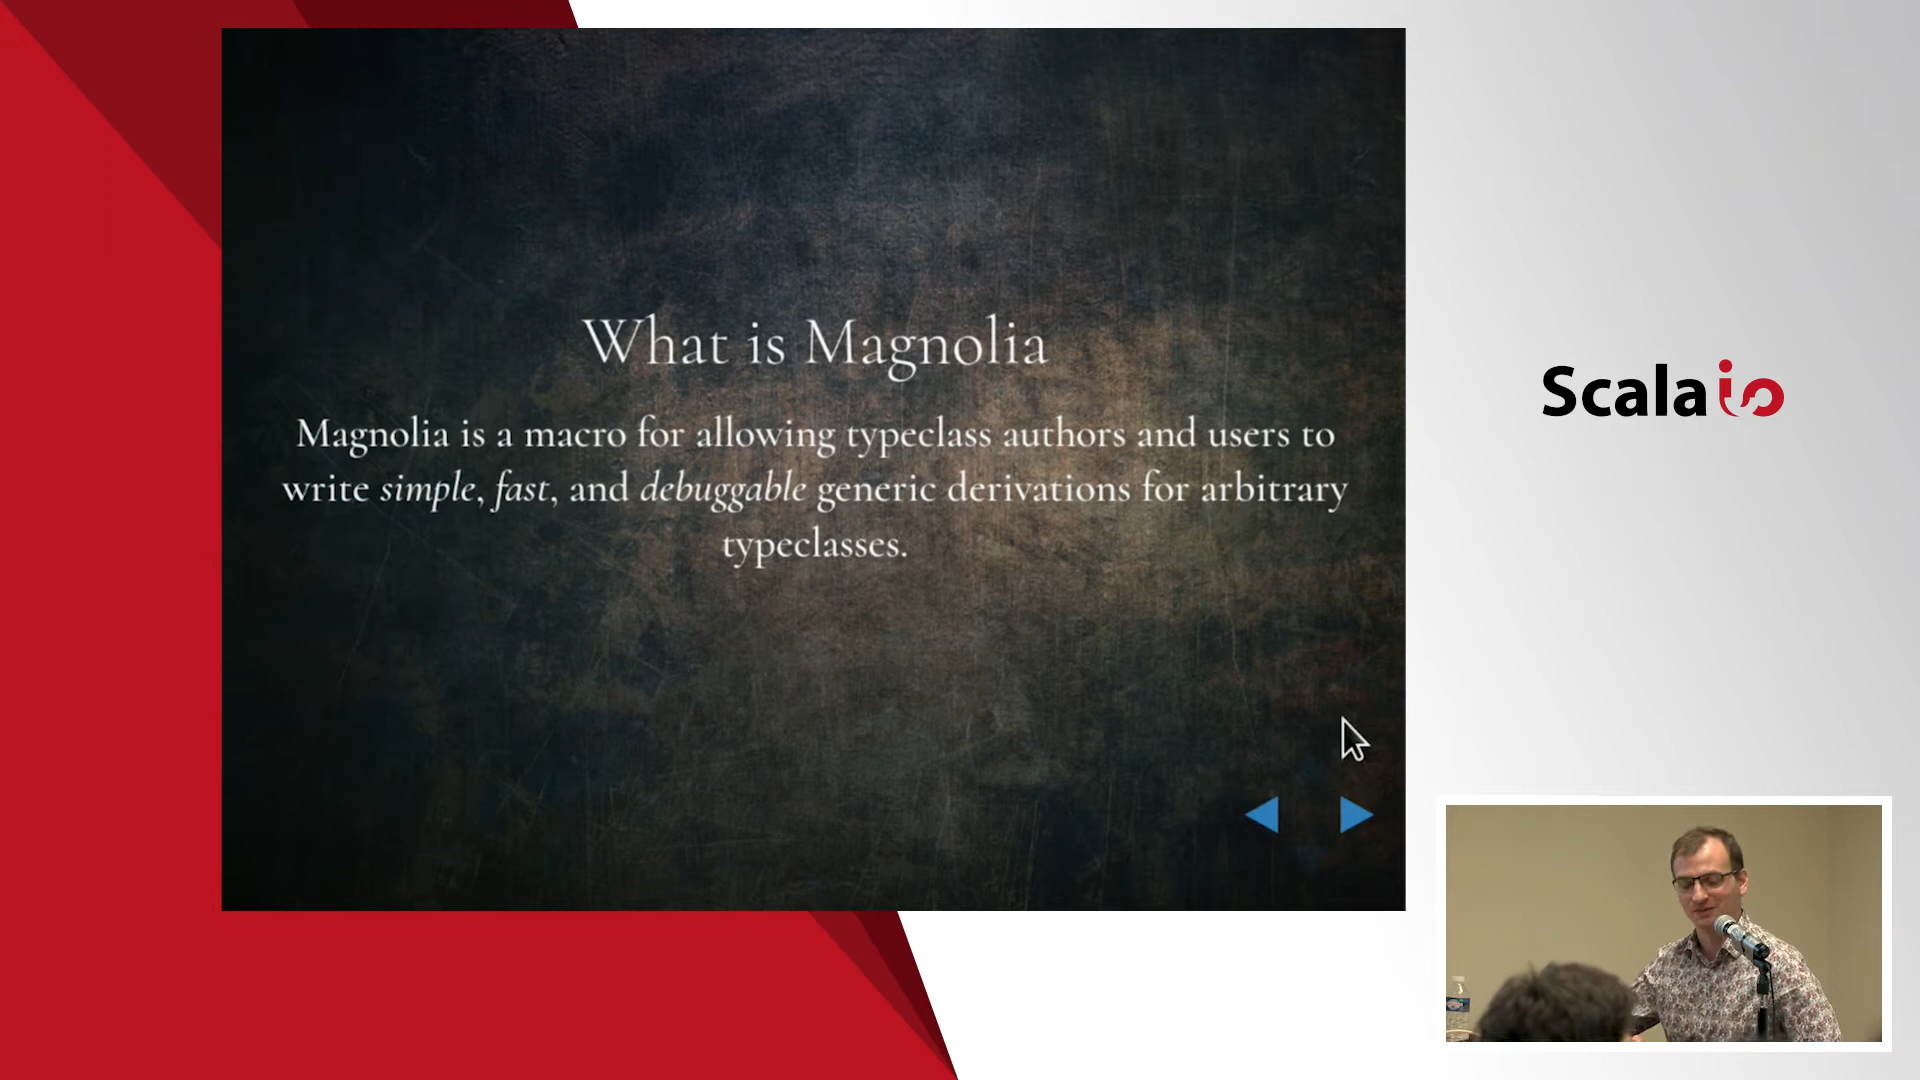 What is Magnolia
Magnolia is a macro for allowing typeclass authors and users to
write simple, fast, and debuggable generic derivations for arbitrary
typeclasses.
Scala io